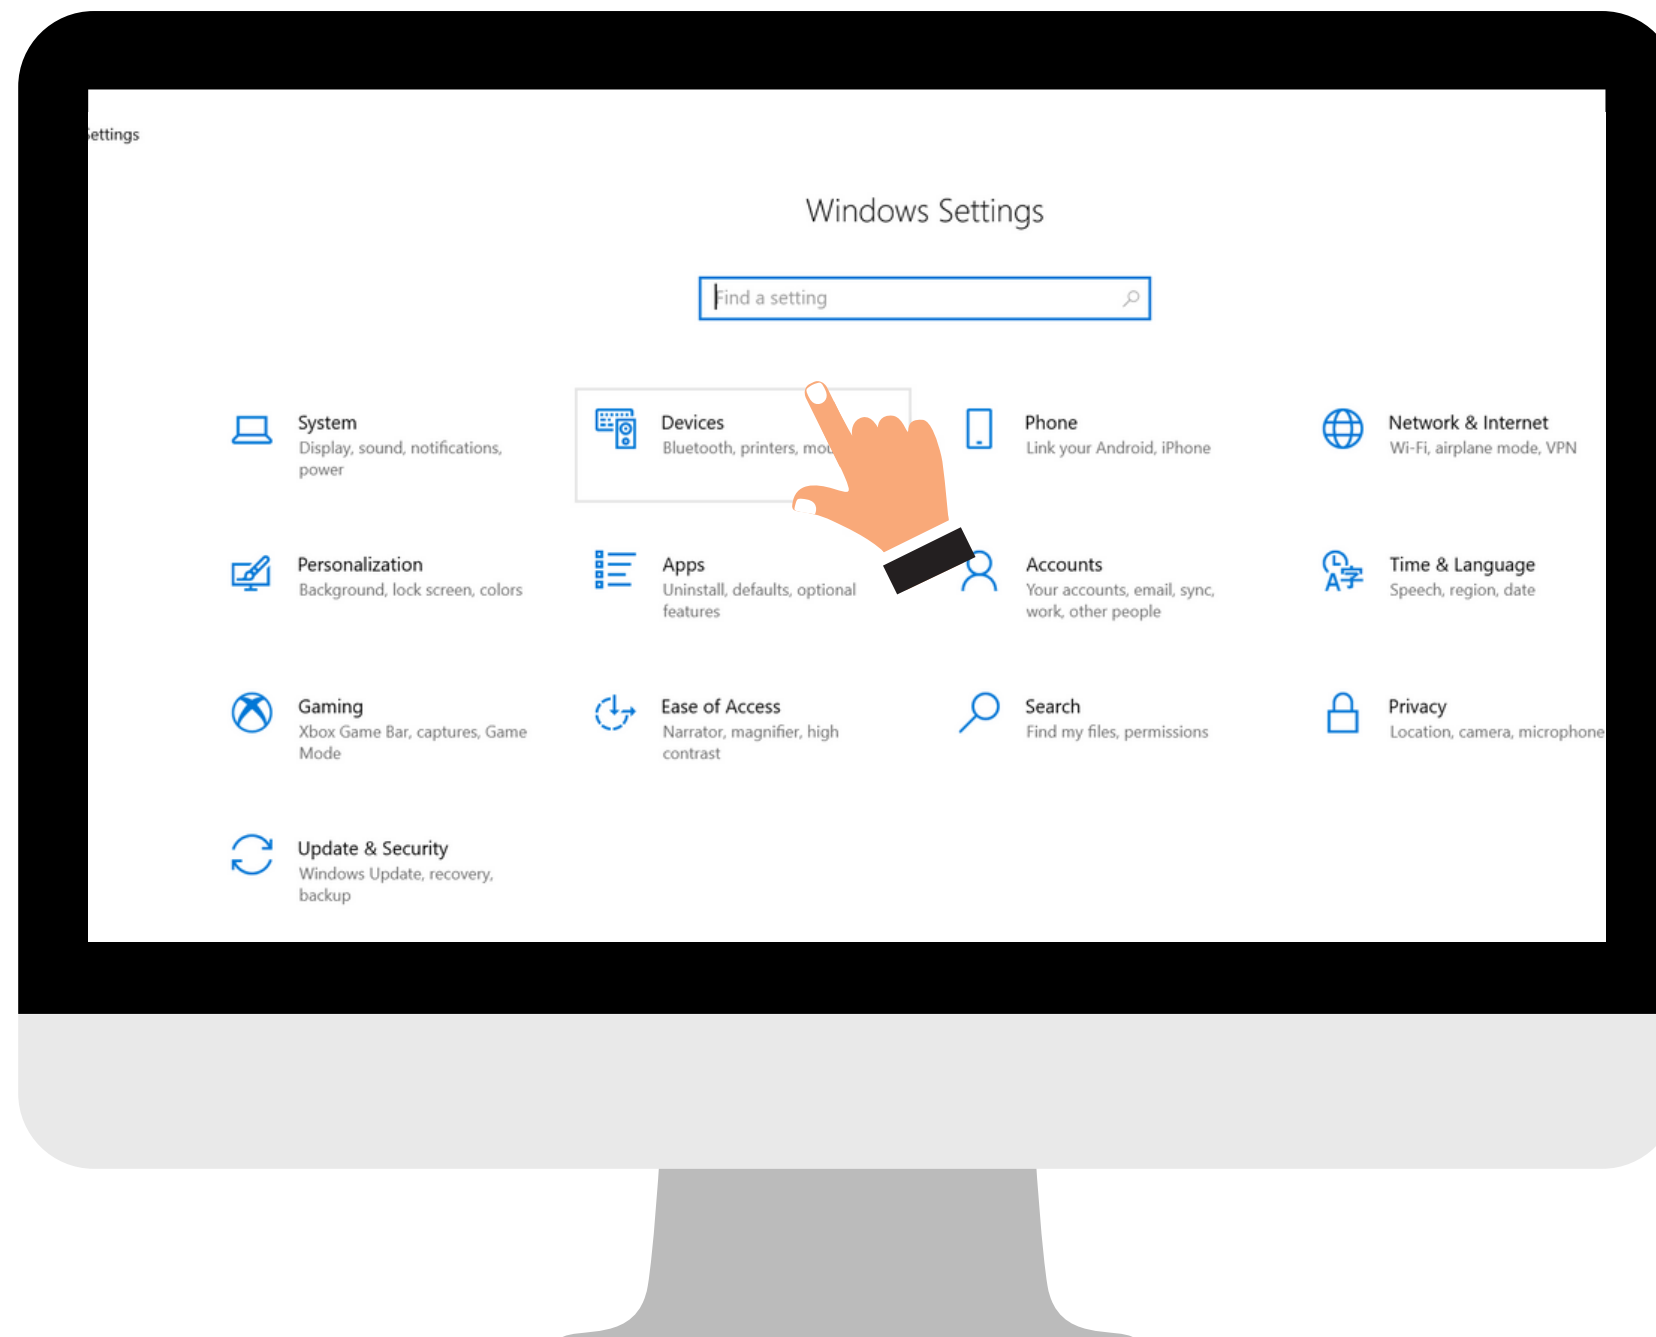 Settings
Windows Settings
Find a setting
System
Display, sound, notifications,
power
Devices
Bluetooth, printers,
Phone
Link your Android, iPhone
Network & Internet
Wi-Fi, airplane mode, VPN
Personalization
Background, lock screen, colors
Apps
Uninstall, defaults, optional
features
Accounts
Your accounts, email, sync,
work, other people
Time & Language
Speech, region, date
Gaming
Xbox Game Bar, captures, Game
Mode
Ease of Access
Narrator, magnifier, high
contrast
Search
Find my files, permissions
Privacy
Location, camera, microphone
Update & Security
Windows Update, recovery,
backup